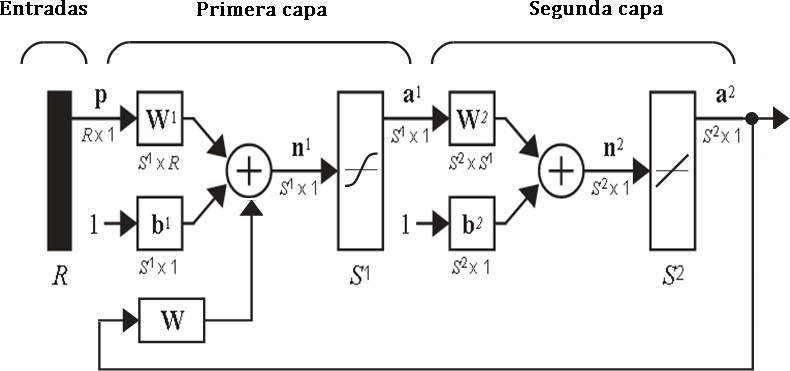 Entradas Primera capa Segunda capa
p W¹ n¹ a¹ W² n² a²
R x 1 S¹ x R S¹ x 1 S¹ x 1 S² x S¹ S² x 1 S² x 1
1 b¹ 1 b²
R S¹ x 1 S1 S² x 1 S2
W